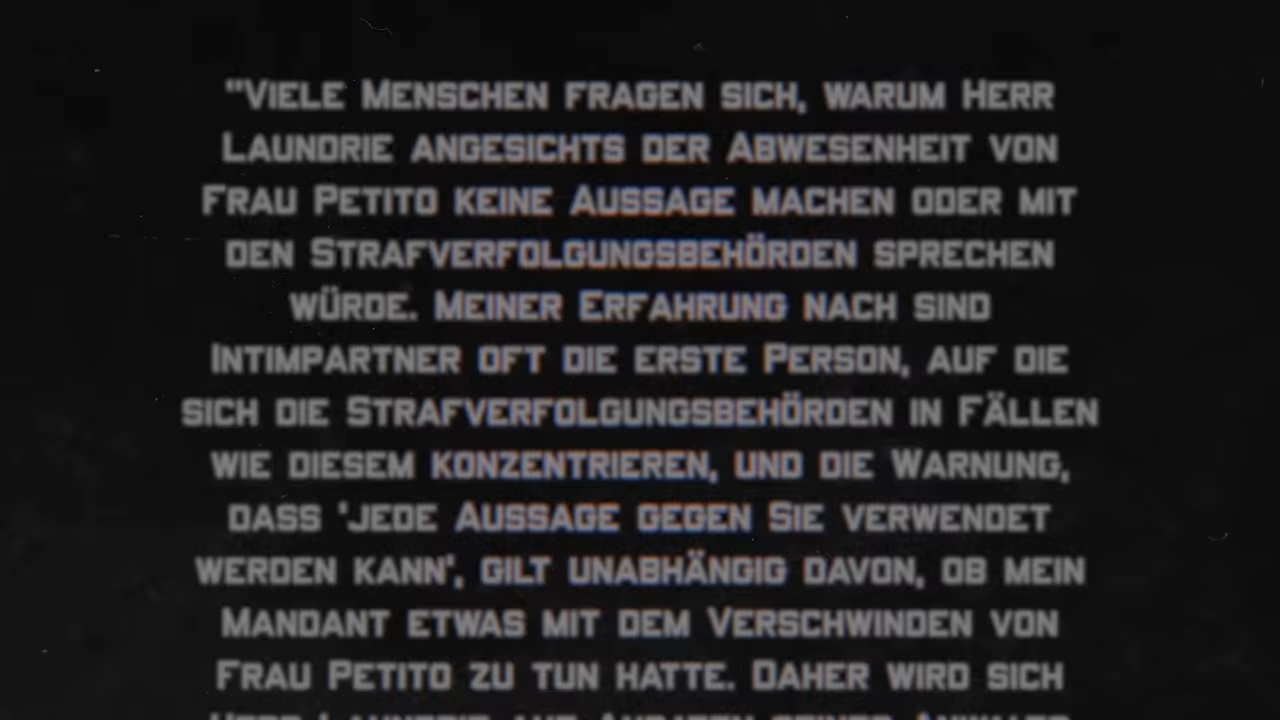 "Viele Menschen fragen sich, warum Herr
Laundrie angesichts der Abwesenheit von
Frau Petito keine Aussage machen oder mit
den Strafverfolgungsbehörden sprechen
würde. Meiner Erfahrung nach sind
Intimpartner oft die erste Person, auf die
sich die Strafverfolgungsbehörden in Fällen
wie diesem konzentrieren, und die Warnung,
dass 'jede Aussage gegen Sie verwendet
werden kann', gilt unabhängig davon, ob mein
Mandant etwas mit dem Verschwinden von
Frau Petito zu tun hatte. Daher wird sich